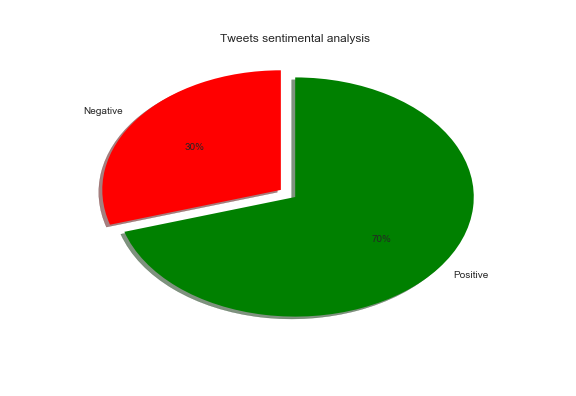 Tweets sentimental analysis
Negative
30%
70%
Positive